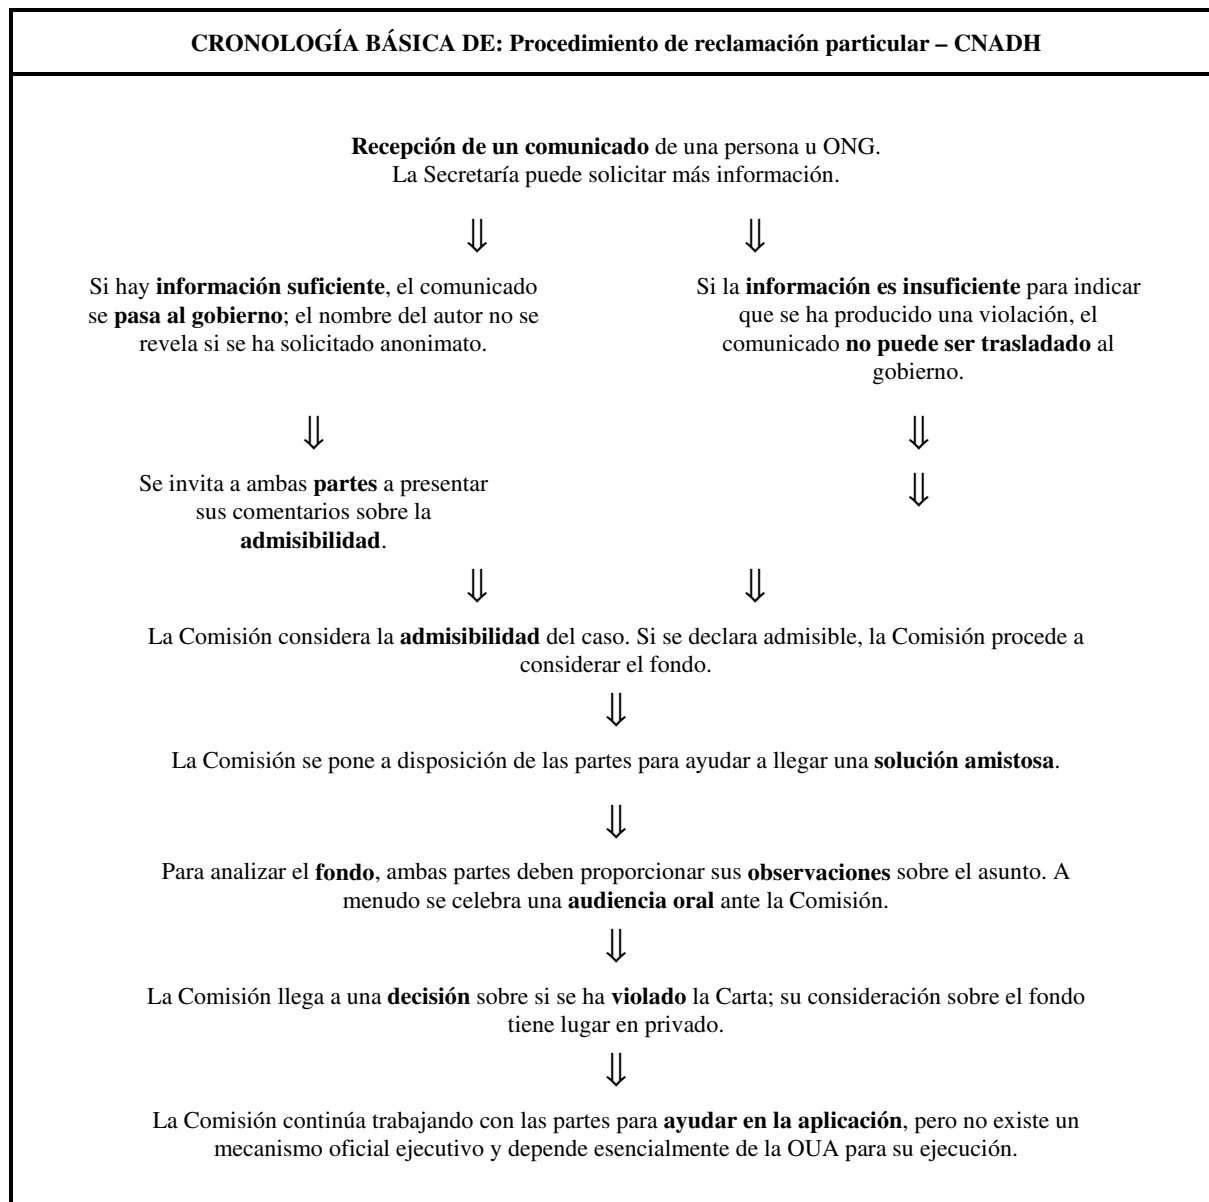 CRONOLOGÍA BÁSICA DE: Procedimiento de reclamación particular – CNADH
Recepción de un comunicado de una persona u ONG.
La Secretaría puede solicitar más información.
⇓ ⇓
Si hay información suficiente, el comunicado
se pasa al gobierno; el nombre del autor no se
revela si se ha solicitado anonimato.
Si la información es insuficiente para indicar
que se ha producido una violación, el
comunicado no puede ser trasladado al
gobierno.
⇓ ⇓
Se invita a ambas partes a presentar
sus comentarios sobre la
admisibilidad.
⇓
⇓ ⇓
La Comisión considera la admisibilidad del caso. Si se declara admisible, la Comisión procede a
considerar el fondo.
⇓
La Comisión se pone a disposición de las partes para ayudar a llegar una solución amistosa.
⇓
Para analizar el fondo, ambas partes deben proporcionar sus observaciones sobre el asunto. A
menudo se celebra una audiencia oral ante la Comisión.
⇓
La Comisión llega a una decisión sobre si se ha violado la Carta; su consideración sobre el fondo
tiene lugar en privado.
⇓
La Comisión continúa trabajando con las partes para ayudar en la aplicación, pero no existe un
mecanismo oficial ejecutivo y depende esencialmente de la OUA para su ejecución.